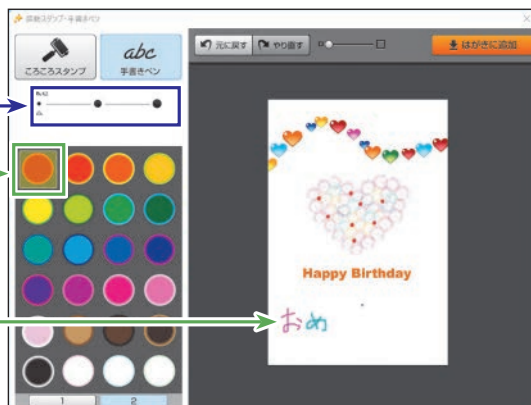 連続スタンプ・手書きペン
ころころスタンプ
abc
手書きペン
元に戻す
やり直す
はがきに追加
Happy Birthday
おめ
1
2